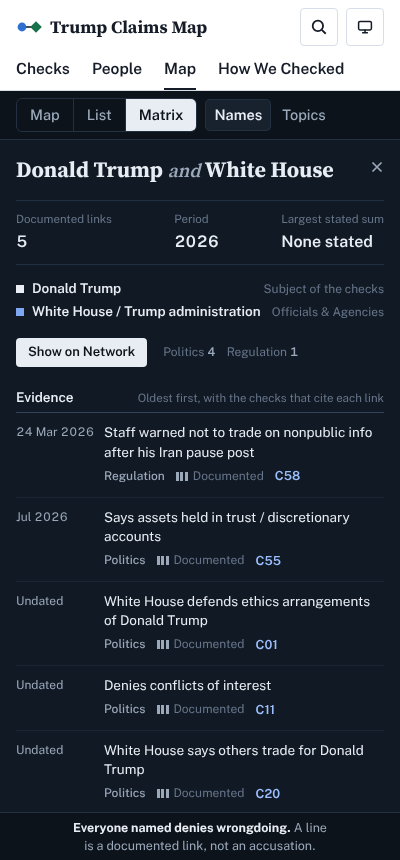 Trump Claims Map
Checks People Map How We Checked
Map List Matrix Names Topics
Donald Trump and White House
Documented links Period Largest stated sum
5 2026 None stated
Donald Trump Subject of the checks
White House / Trump administration Officials & Agencies
Show on Network Politics 4 Regulation 1
Evidence Oldest first, with the checks that cite each link
24 Mar 2026 Staff warned not to trade on nonpublic info
after his Iran pause post
Regulation Documented C58
Jul 2026 Says assets held in trust / discretionary
accounts
Politics Documented C55
Undated White House defends ethics arrangements
of Donald Trump
Politics Documented C01
Undated Denies conflicts of interest
Politics Documented C11
Undated White House says others trade for Donald
Trump
Politics Documented C20
Everyone named denies wrongdoing. A line
is a documented link, not an accusation.